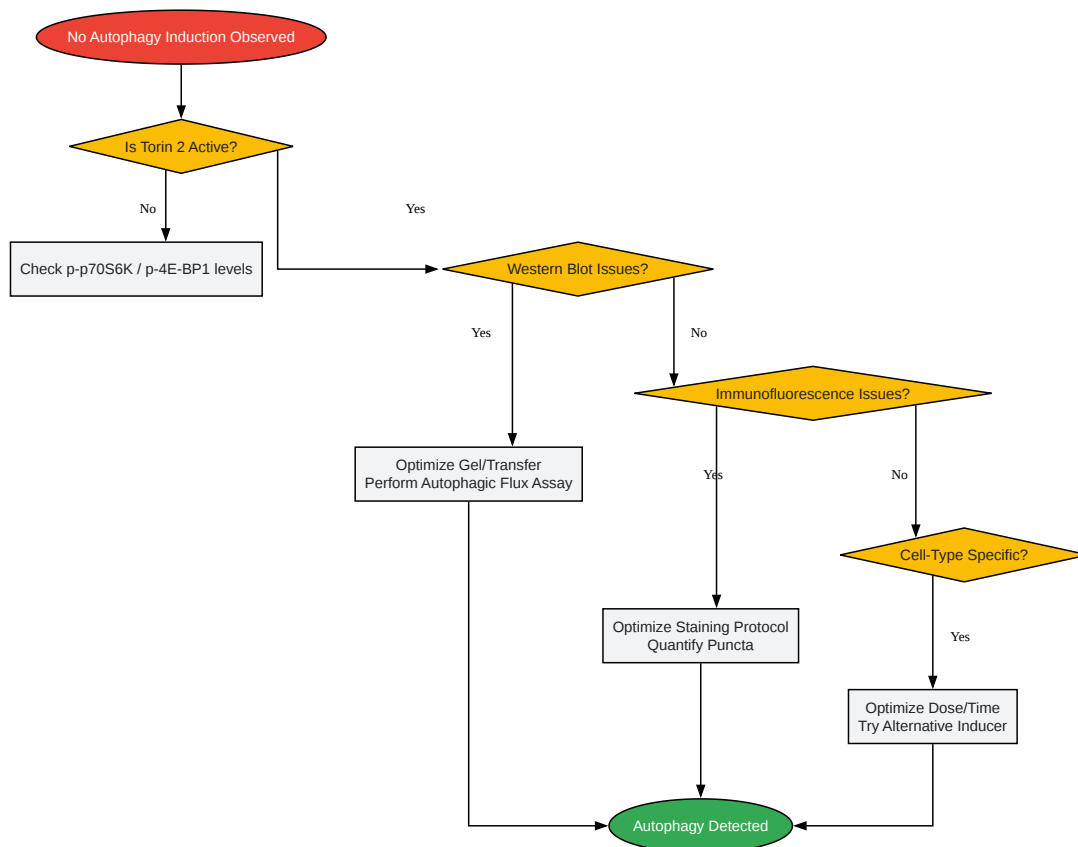 No Autophagy Induction Observed
Is Torin 2 Active?
No
Yes
Check p-p70S6K / p-4E-BP1 levels
Western Blot Issues?
Yes
No
Immunofluorescence Issues?
Optimize Gel/Transfer
Perform Autophagic Flux Assay
Yes
No
Cell-Type Specific?
Optimize Staining Protocol
Quantify Puncta
Yes
Optimize Dose/Time
Try Alternative Inducer
Autophagy Detected